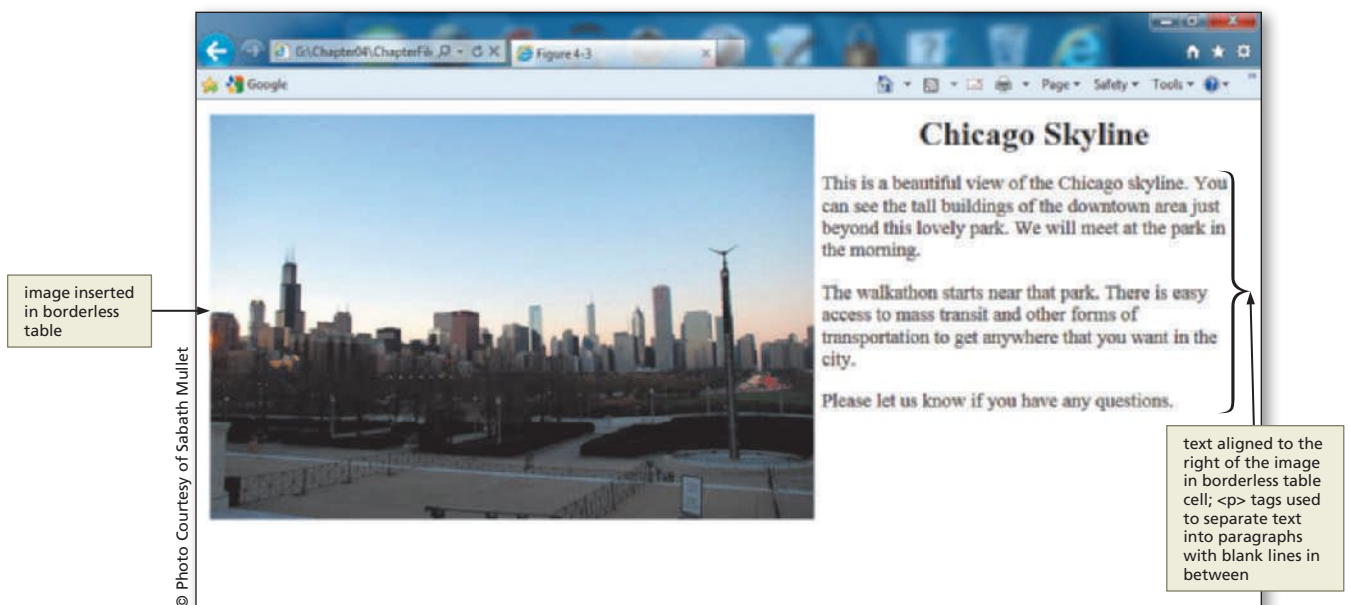 G:\Chapter04\ChapterFil
Figure 4-3
Google
Page
Safety
Tools
Chicago Skyline
This is a beautiful view of the Chicago skyline. You
can see the tall buildings of the downtown area just
beyond this lovely park. We will meet at the park in
the morning.
The walkathon starts near that park. There is easy
access to mass transit and other forms of
transportation to get anywhere that you want in the
city.
Please let us know if you have any questions.
image inserted
in borderless
table
© Photo Courtesy of Sabath Mullet
text aligned to the
right of the image
in borderless table
cell; <p> tags used
to separate text
into paragraphs
with blank lines in
between